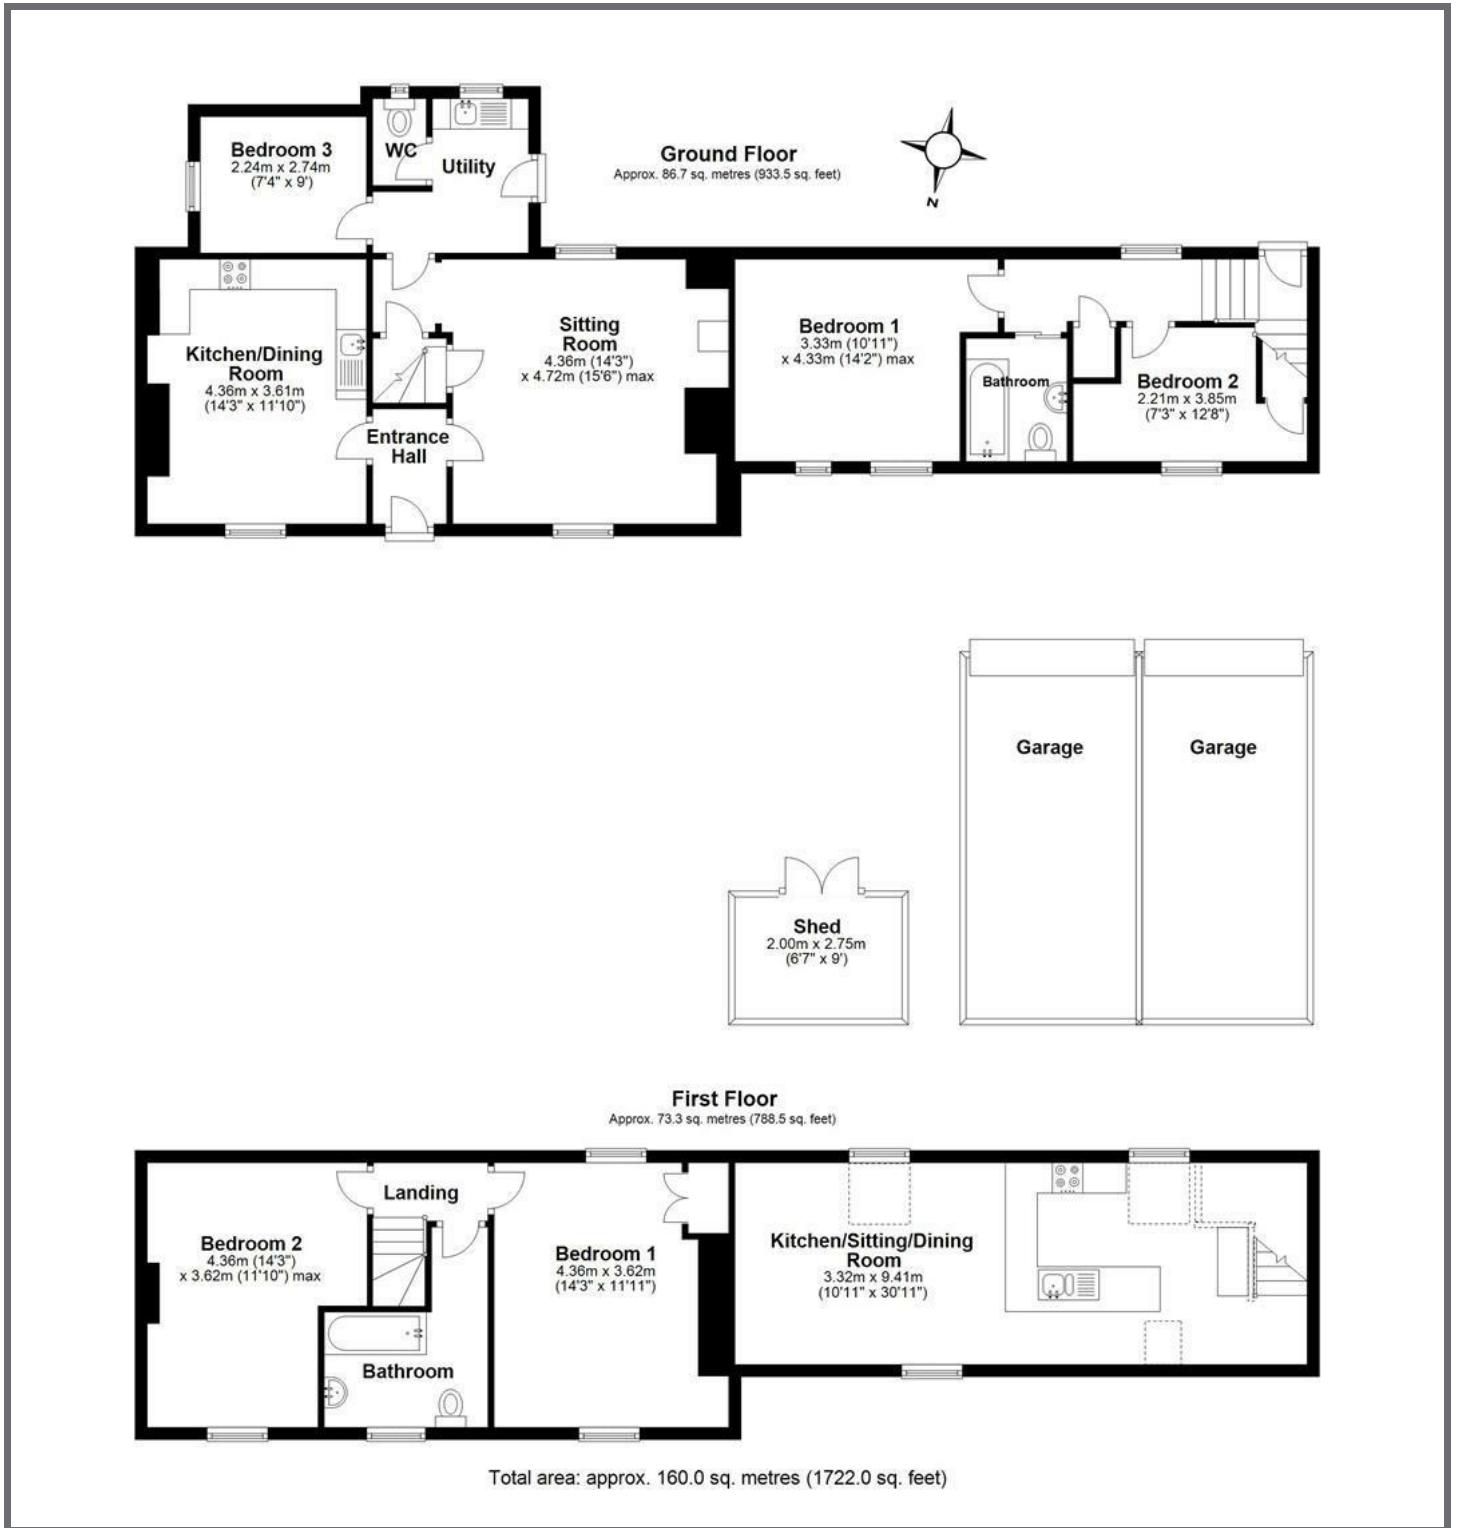 Ground Floor
Approx. 86.7 sq. metres (933.5 sq. feet)
N
Bedroom 3
2.24m x 2.74m
(7'4" x 9')
WC
Utility
Kitchen/Dining
Room
4.36m x 3.61m
(14'3" x 11'10")
Entrance
Hall
Sitting
Room
4.36m (14'3")
x 4.72m (15'6") max
Bedroom 1
3.33m (10'11")
x 4.33m (14'2") max
Bathroom
Bedroom 2
2.21m x 3.85m
(7'3" x 12'8")
Garage
Garage
Shed
2.00m x 2.75m
(6'7" x 9')
First Floor
Approx. 73.3 sq. metres (788.5 sq. feet)
Landing
Bedroom 2
4.36m (14'3")
x 3.62m (11'10") max
Bathroom
Bedroom 1
4.36m x 3.62m
(14'3" x 11'11")
Kitchen/Sitting/Dining
Room
3.32m x 9.41m
(10'11" x 30'11")
Total area: approx. 160.0 sq. metres (1722.0 sq. feet)